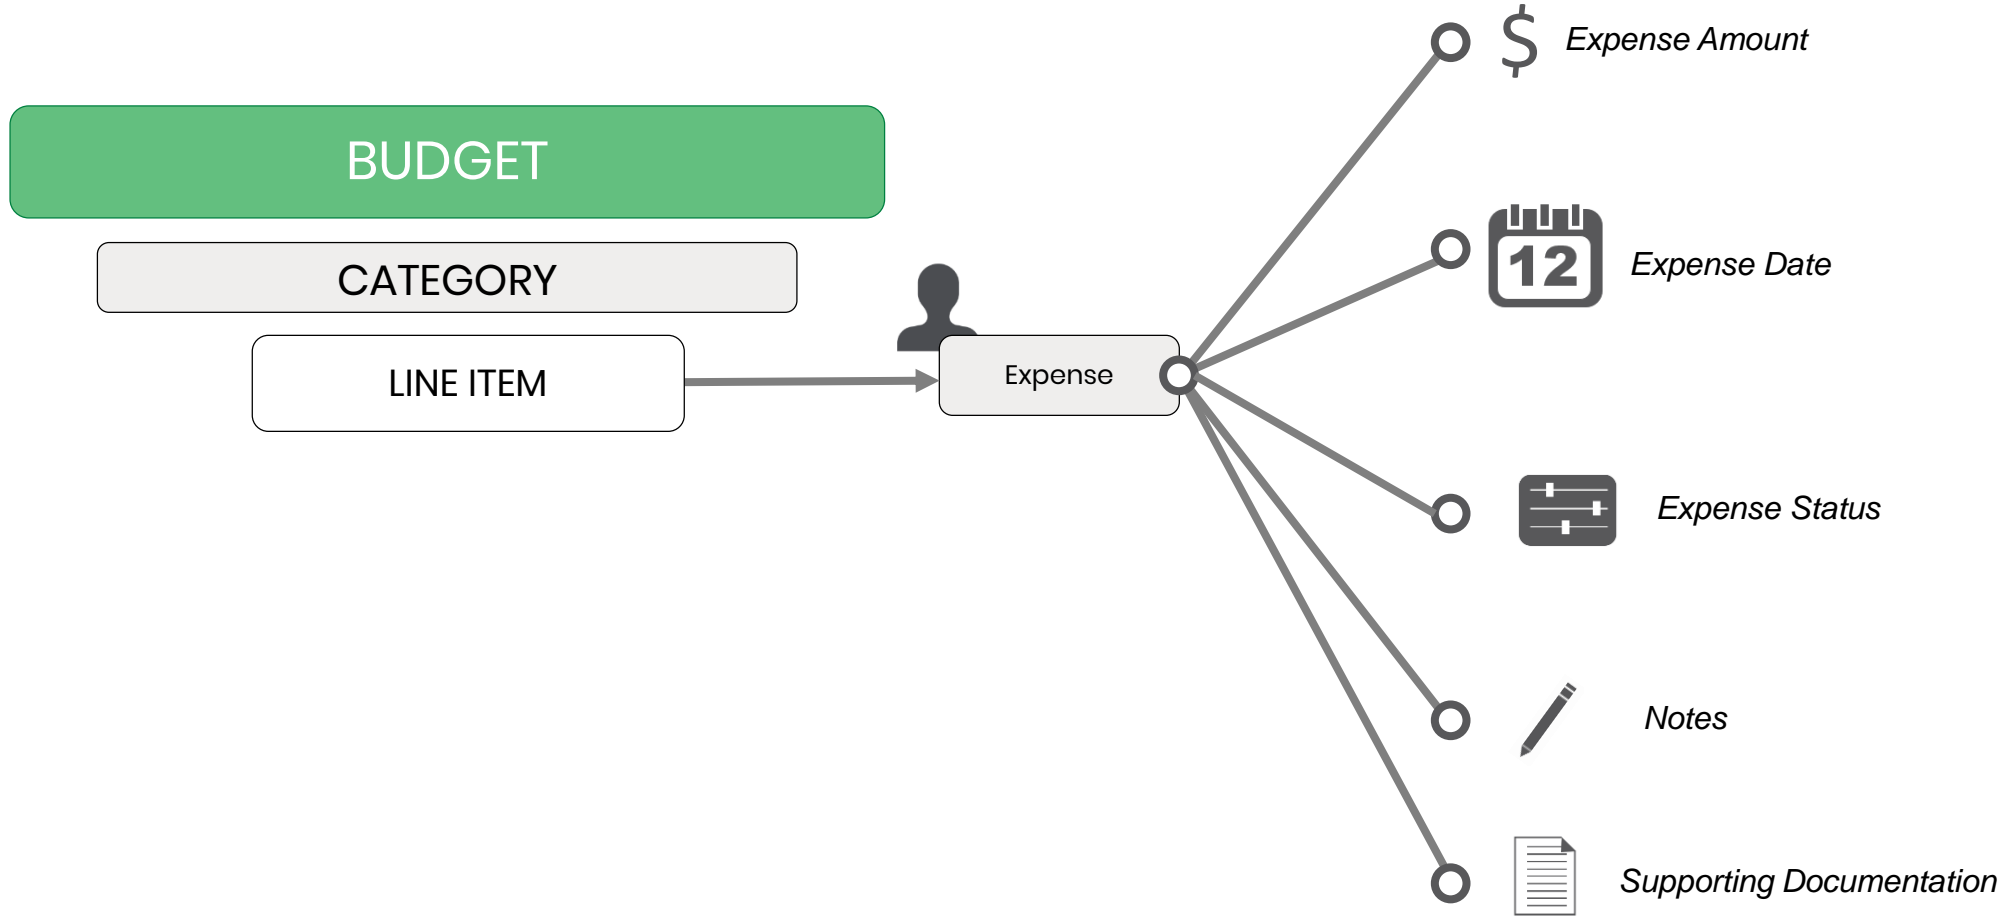 BUDGET
CATEGORY
LINE ITEM
Expense
$
Expense Amount
12
Expense Date
Expense Status
Notes
Supporting Documentation